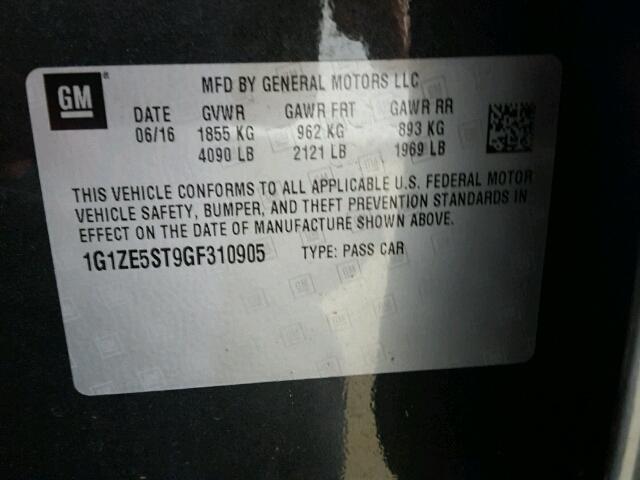 GM
MFD BY GENERAL MOTORS LLC
DATE GVWR GAWR FRT GAWR RR
06/16 1855 KG 962 KG 893 KG
4090 LB 2121 LB 1969 LB
THIS VEHICLE CONFORMS TO ALL APPLICABLE U.S. FEDERAL MOTOR
VEHICLE SAFETY, BUMPER, AND THEFT PREVENTION STANDARDS IN
EFFECT ON THE DATE OF MANUFACTURE SHOWN ABOVE.
1G1ZE5ST9GF310905 TYPE: PASS CAR